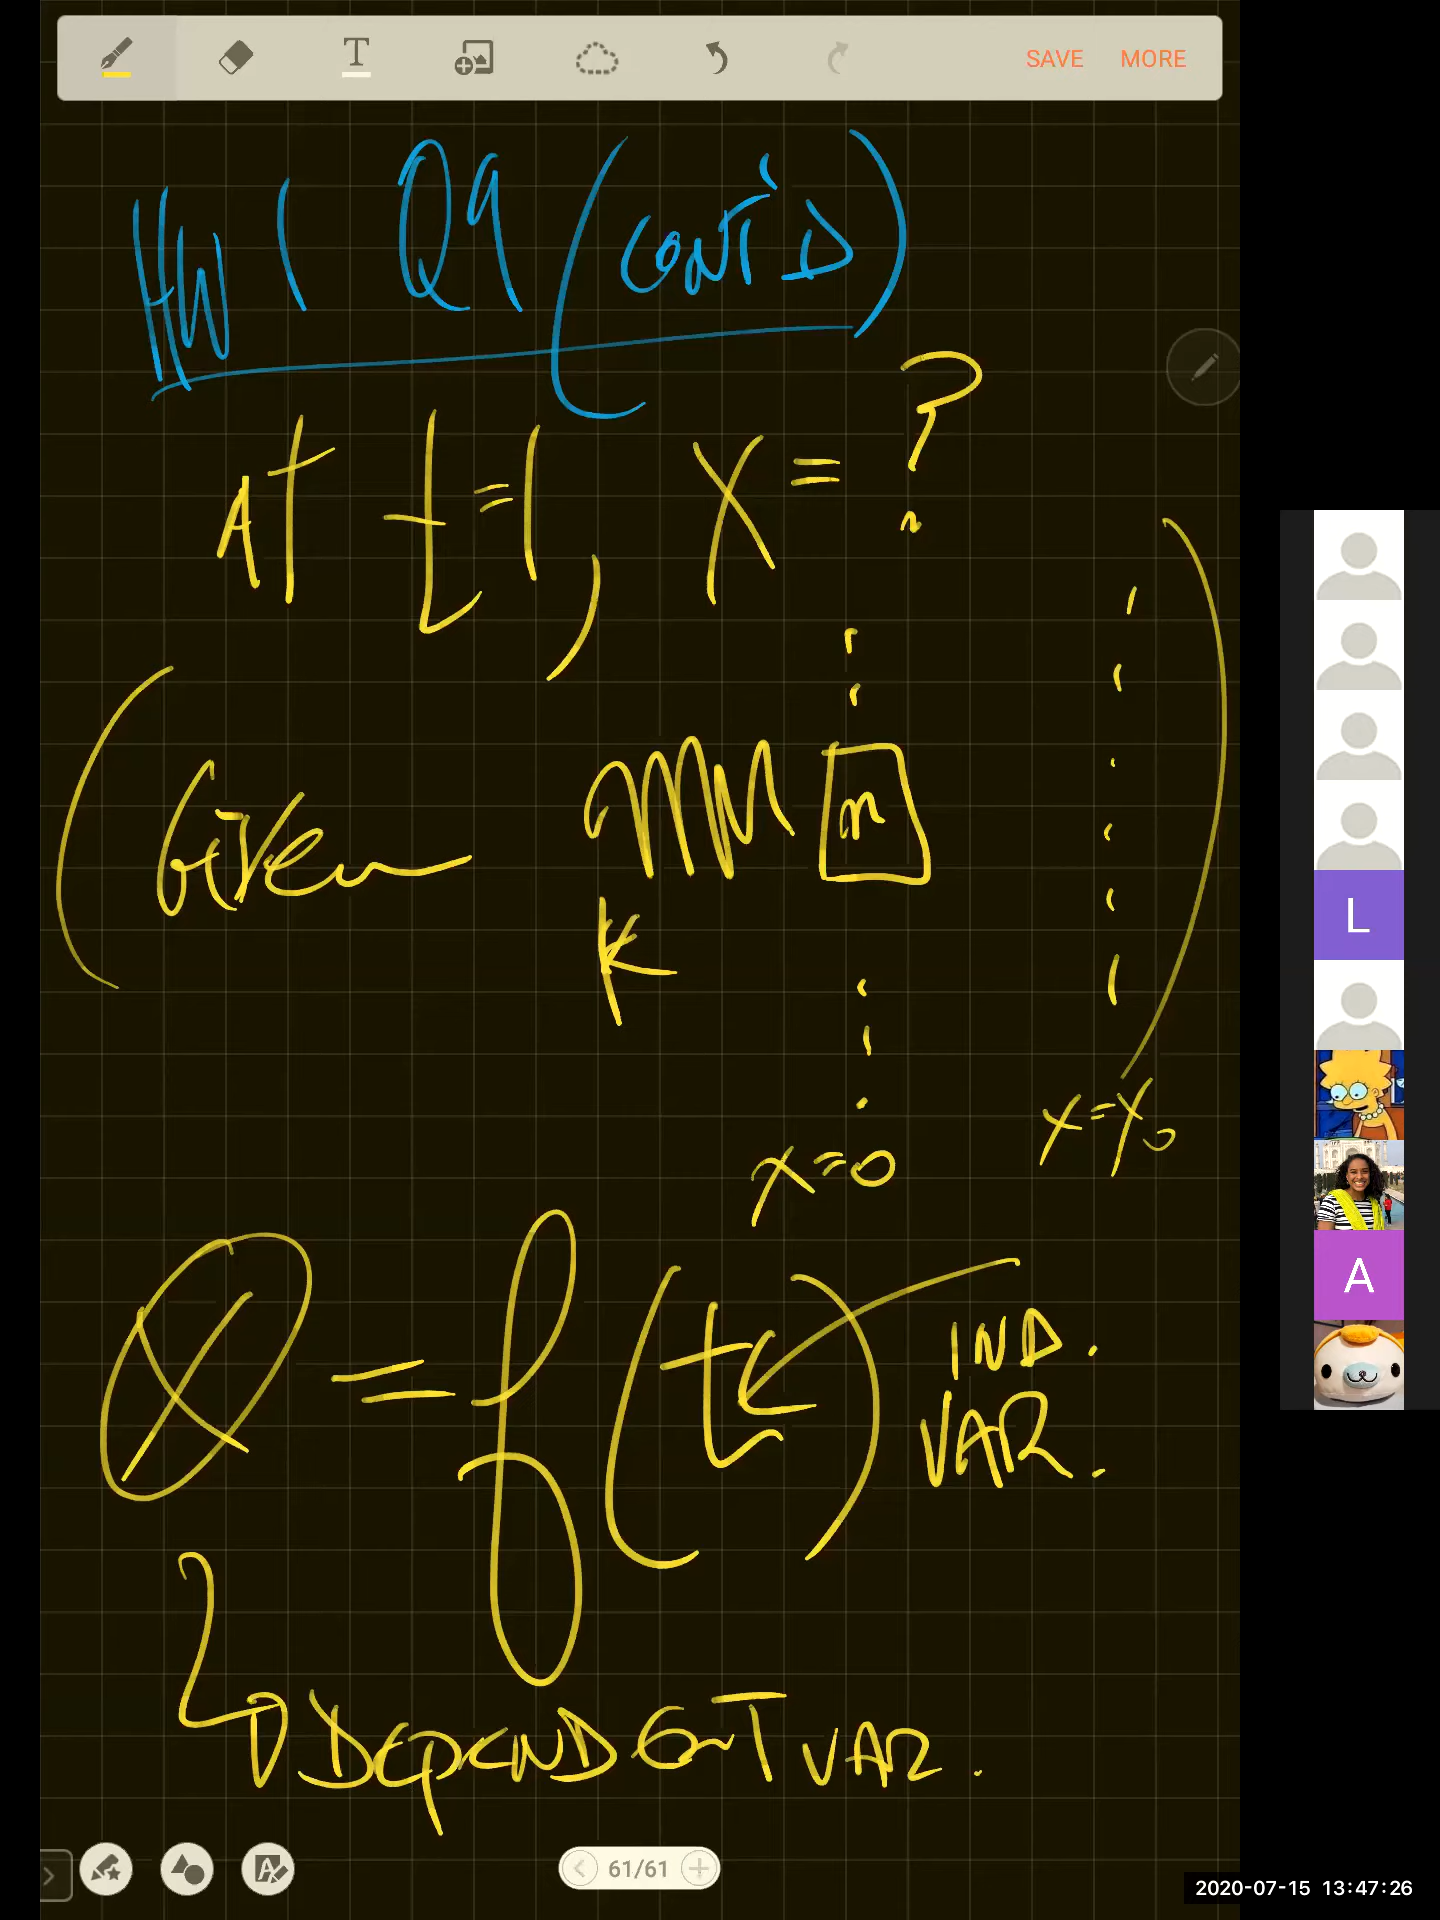 T
SAVE MORE
HW 1 Q9 (CONT'D)
AT t=1, X = ?
(Given m
K
x=0
x=x₀
X = f(t) IND.
VAR.
L
A
DEPENDENT VAR.
A
61/61
2020-07-15 13:47:26